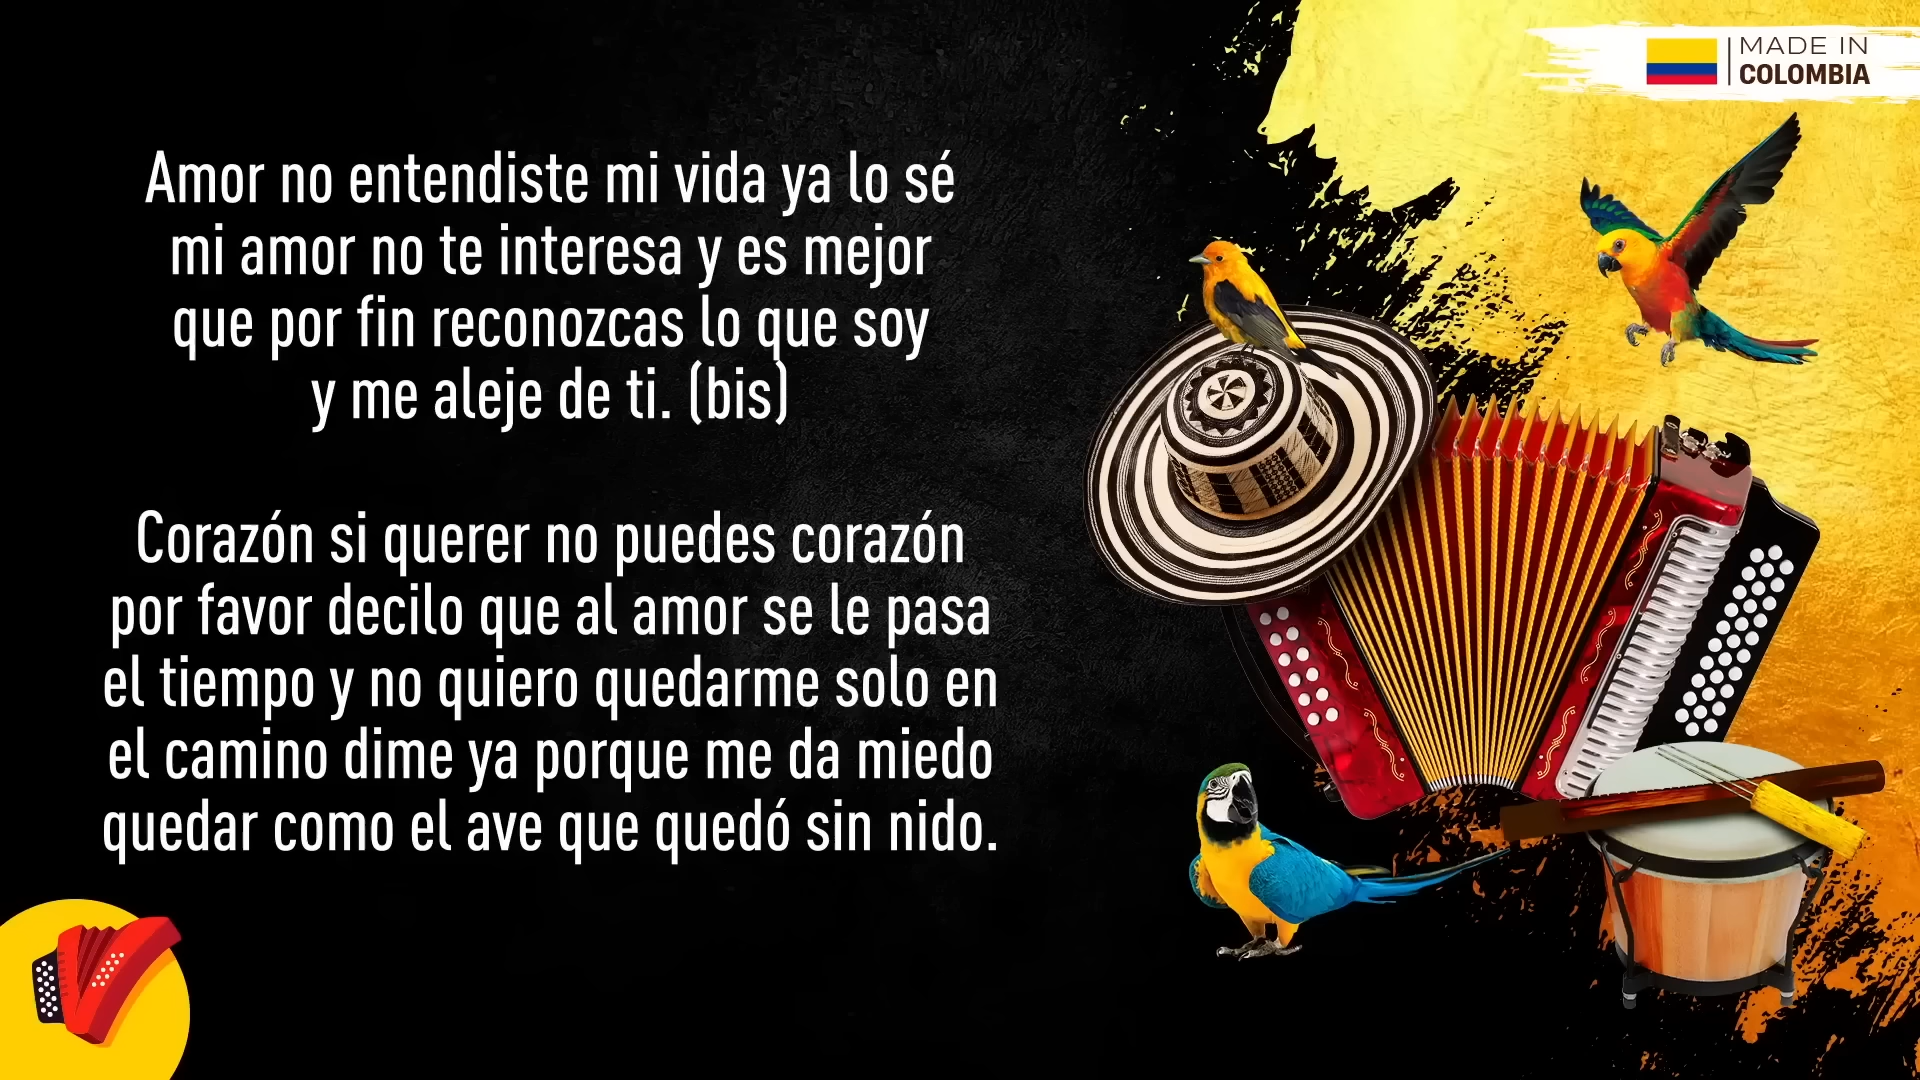 MADE IN
COLOMBIA
Amor no entendiste mi vida ya lo sé
mi amor no te interesa y es mejor
que por fin reconozcas lo que soy
y me aleje de ti. (bis)
Corazón si querer no puedes corazón
por favor decilo que al amor se le pasa
el tiempo y no quiero quedarme solo en
el camino dime ya porque me da miedo
quedar como el ave que quedó sin nido.